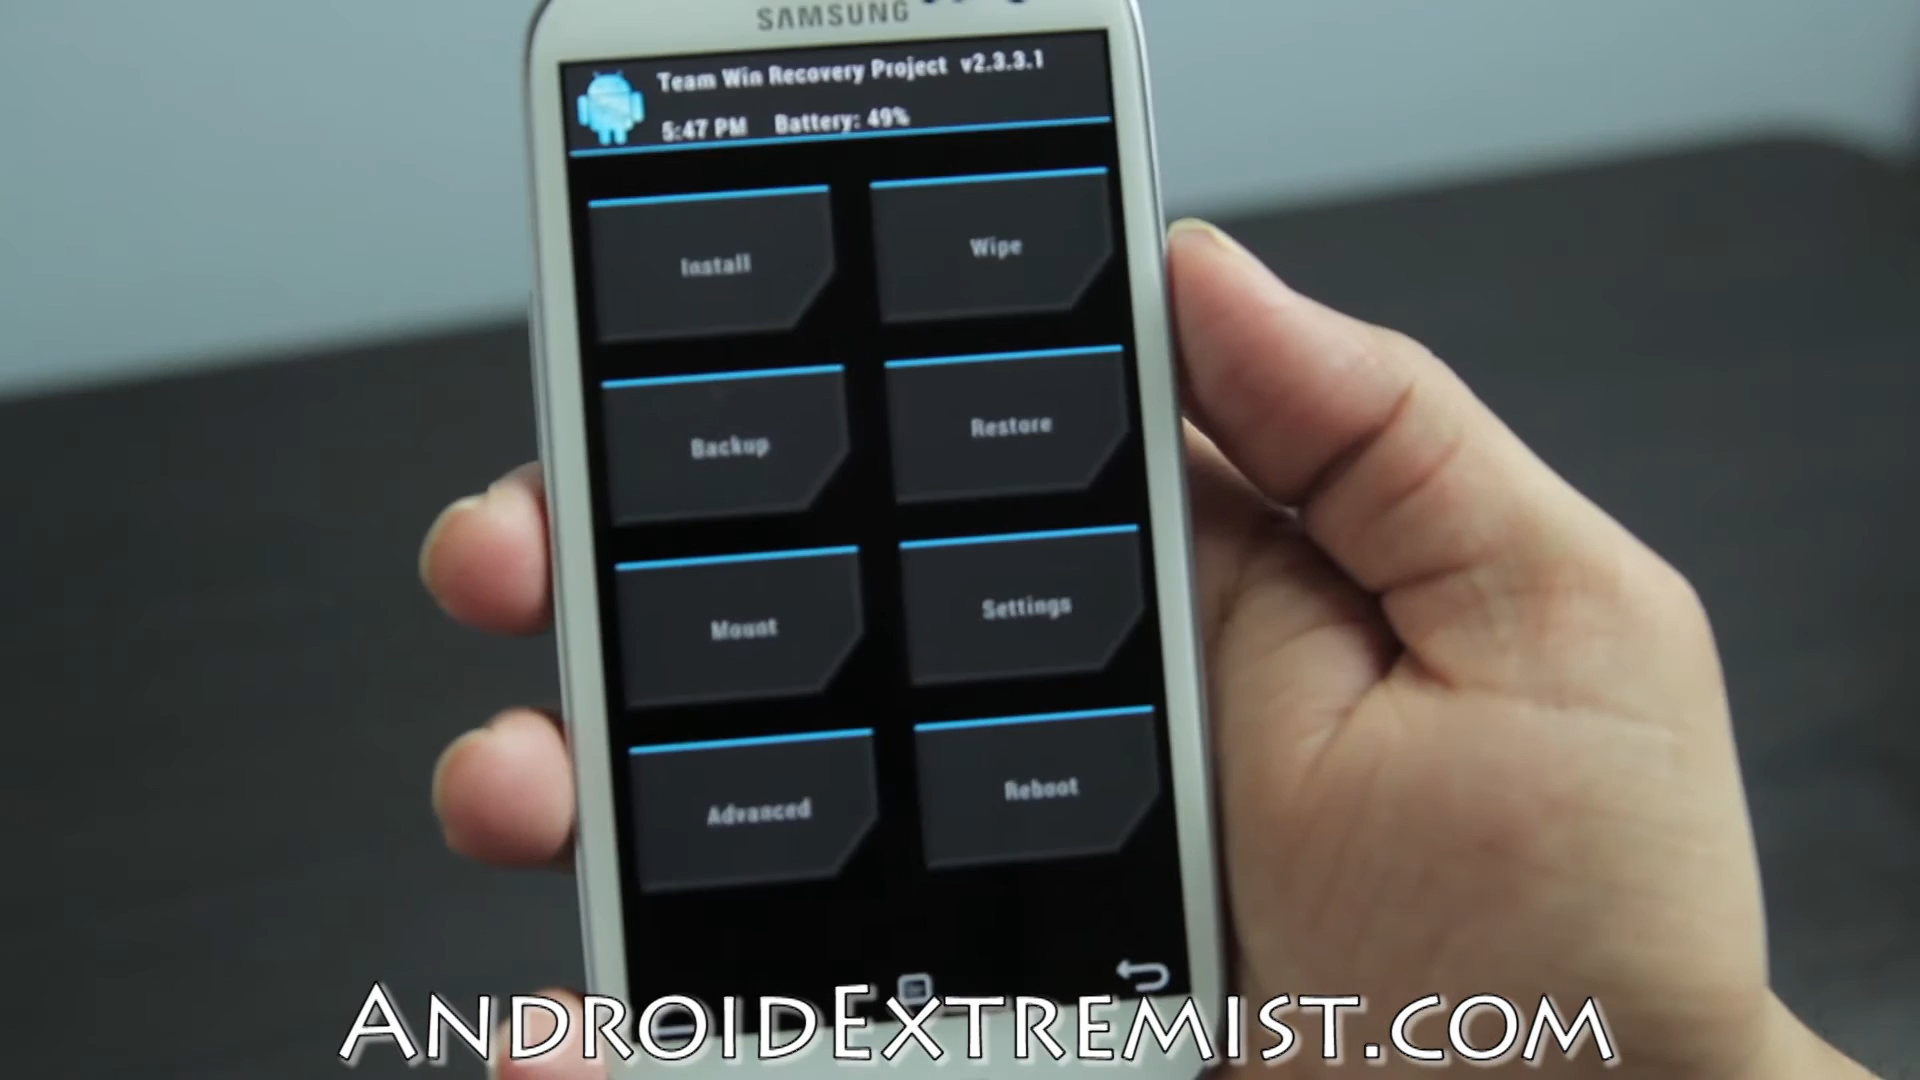 SAMSUNG
Team Win Recovery Project v2.3.3.1
5:47 PM Battery: 49%
Install
Wipe
Backup
Restore
Mount
Settings
Advanced
Reboot
AndroidExtremist.com